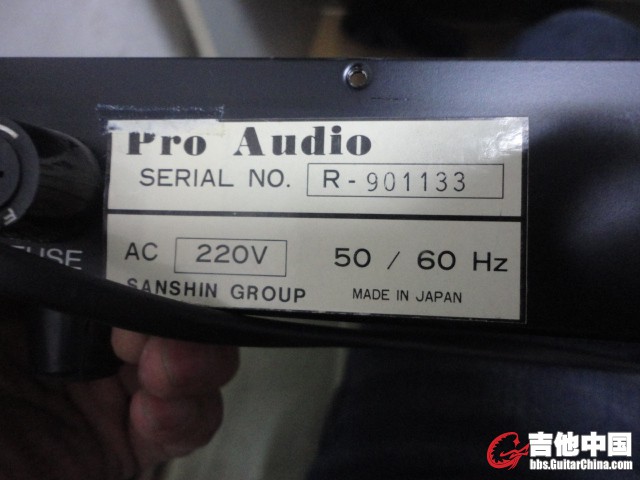 Pro Audio
SERIAL NO. R-901133
AC 220V 50 / 60 Hz
SANSHIN GROUP MADE IN JAPAN
FUSE
吉他中国
bbs.GuitarChina.com